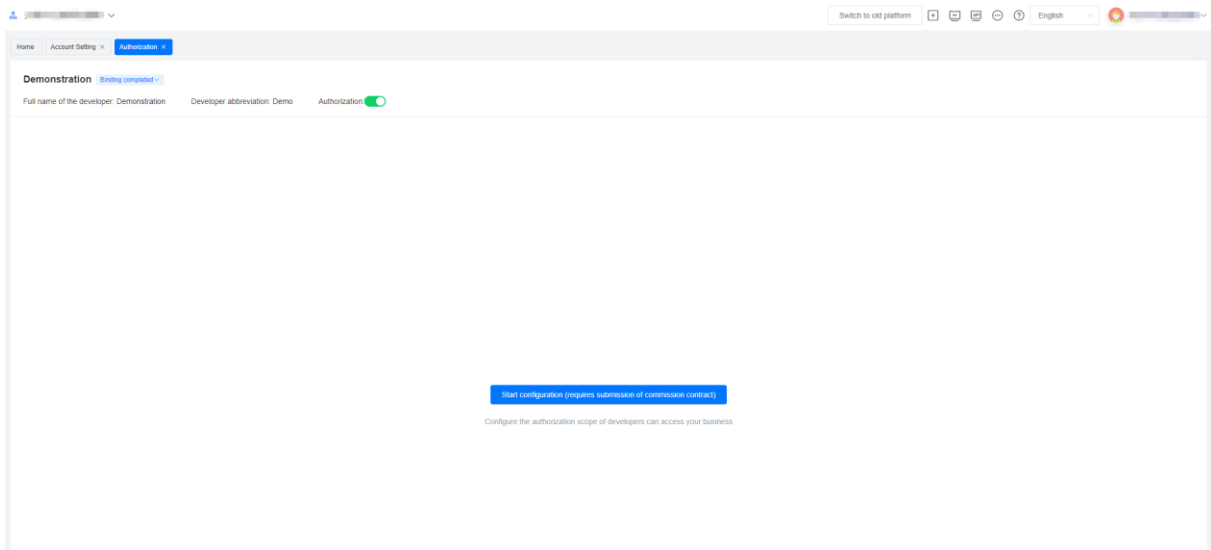 Switch to old platform English
Home Account Setting × Authorization ×
Demonstration Binding completed
Full name of the developer: Demonstration Developer abbreviation: Demo Authorization:
Start configuration (requires submission of commission contract)
Configure the authorization scope of developers can access your business